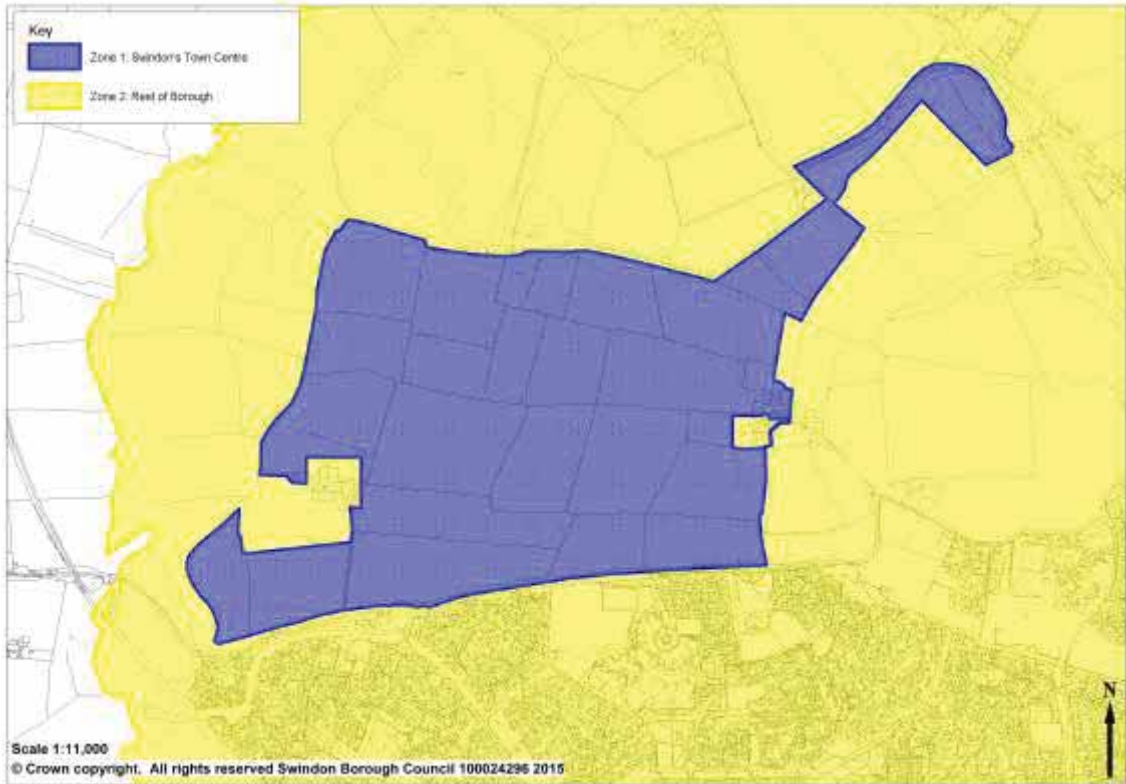 Key
Zone 1: Swindon's Town Centre
Zone 2: Rest of Borough
N
Scale 1:11,000
© Crown copyright. All rights reserved Swindon Borough Council 100024296 2015